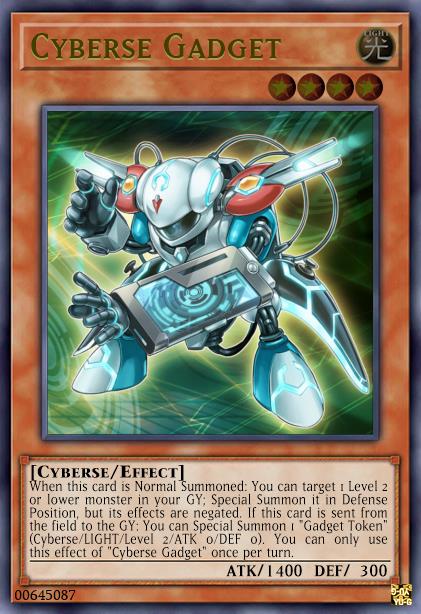 CYBERSE GADGET
LIGHT
光
[CYBERSE/EFFECT]
When this card is Normal Summoned: You can target 1 Level 2
or lower monster in your GY; Special Summon it in Defense
Position, but its effects are negated. If this card is sent from
the field to the GY: You can Special Summon 1 "Gadget Token"
(Cyberse/LIGHT/Level 2/ATK 0/DEF 0). You can only use
this effect of "Cyberse Gadget" once per turn.
ATK/1400 DEF/ 300
00645087